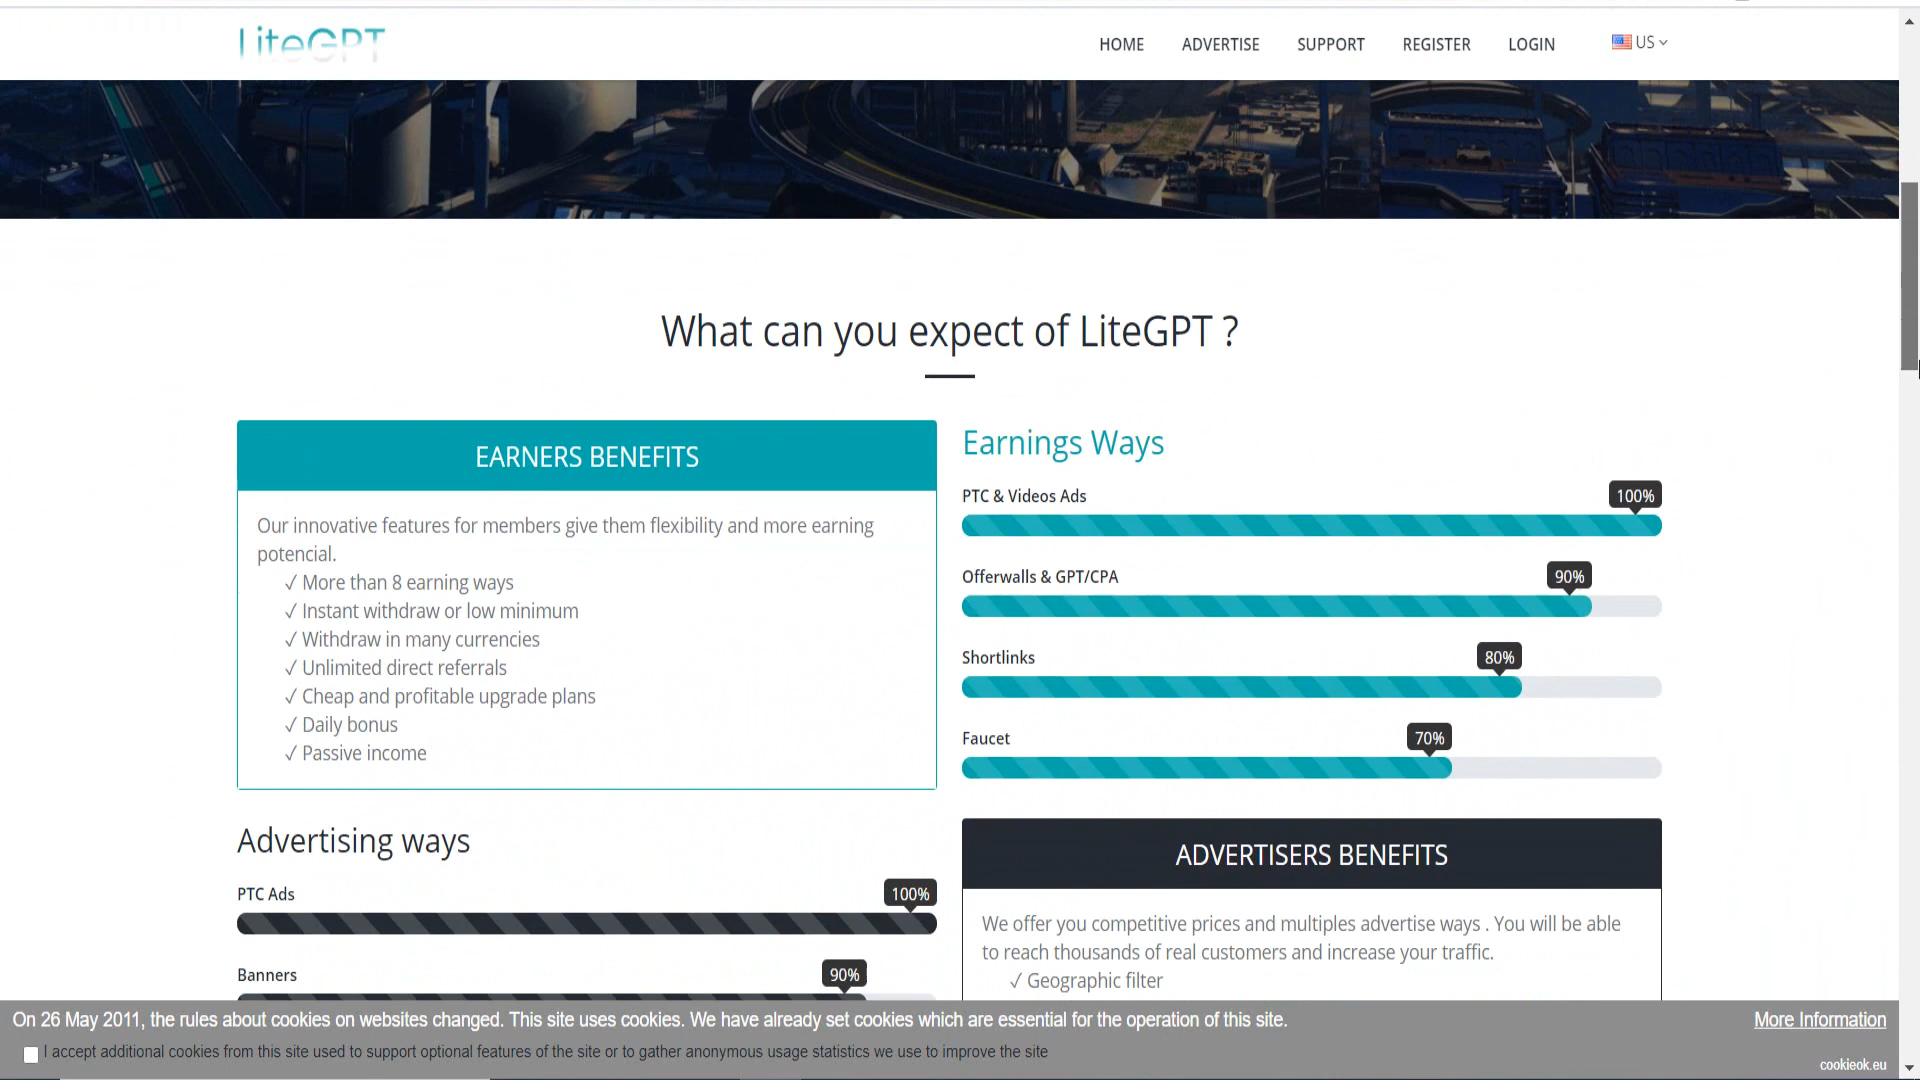 LiteGPT
HOME
ADVERTISE
SUPPORT
REGISTER
LOGIN
US
What can you expect of LiteGPT ?
EARNERS BENEFITS
Our innovative features for members give them flexibility and more earning
potencial.
✓ More than 8 earning ways
✓ Instant withdraw or low minimum
✓ Withdraw in many currencies
✓ Unlimited direct referrals
✓ Cheap and profitable upgrade plans
✓ Daily bonus
✓ Passive income
Earnings Ways
PTC & Videos Ads
100%
Offerwalls & GPT/CPA
90%
Shortlinks
80%
Faucet
70%
Advertising ways
PTC Ads
100%
Banners
90%
ADVERTISERS BENEFITS
We offer you competitive prices and multiples advertise ways . You will be able
to reach thousands of real customers and increase your traffic.
✓ Geographic filter
On 26 May 2011, the rules about cookies on websites changed. This site uses cookies. We have already set cookies which are essential for the operation of this site.
More Information
I accept additional cookies from this site used to support optional features of the site or to gather anonymous usage statistics we use to improve the site
cookieok.eu